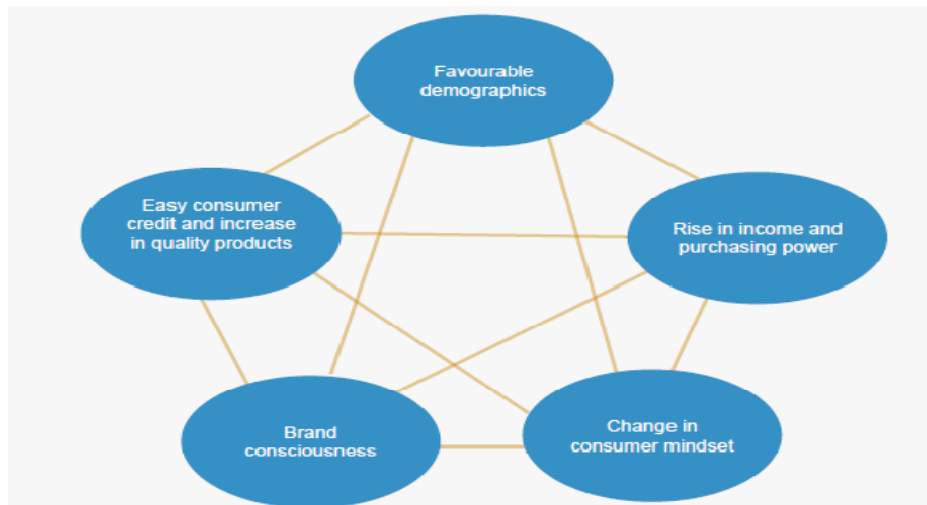 Favourable
demographics
Easy consumer
credit and increase
in quality products
Rise in income and
purchasing power
Brand
consciousness
Change in
consumer mindset